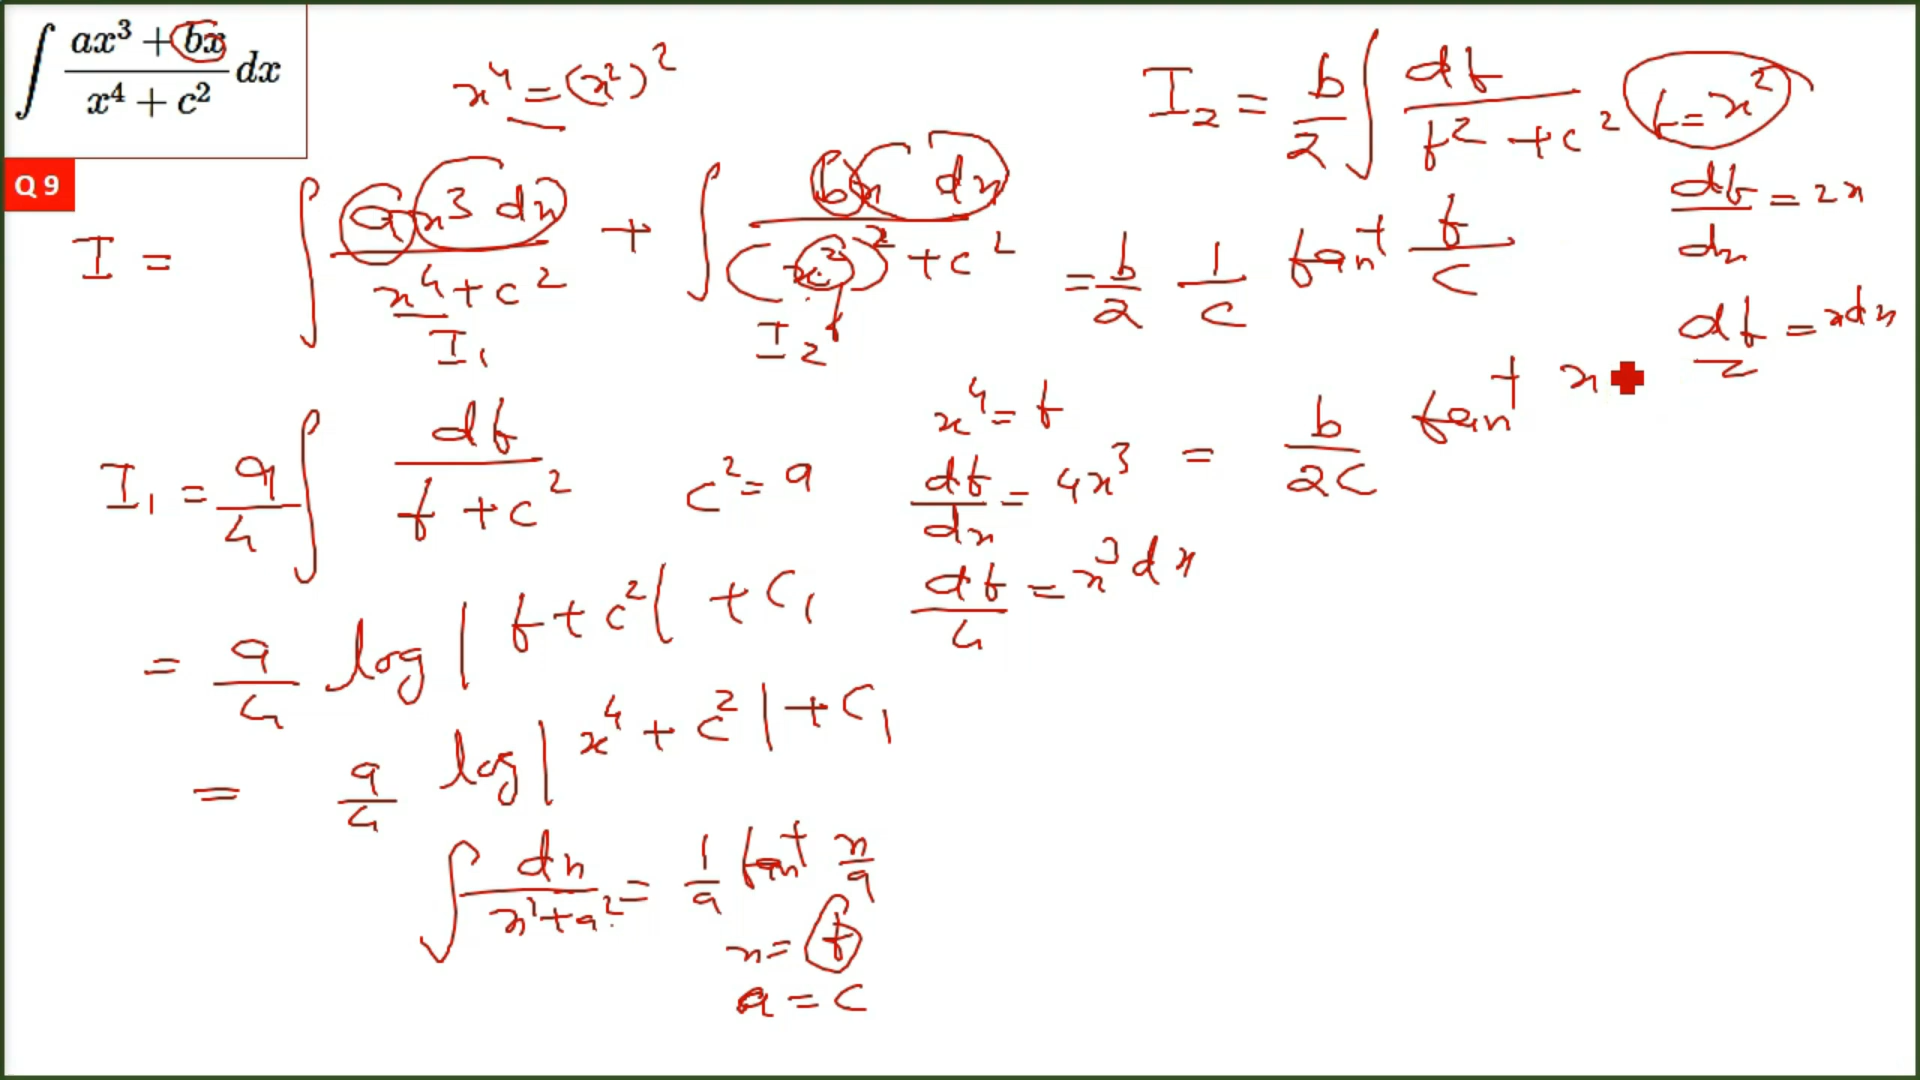 ∫ (ax³ + bx)/(x⁴ + c²) dx
Q 9
x⁴ = (x²)²
I = ∫ ax³ dx/(x⁴ + c²) + ∫ bx dx/((x²)² + c²)
I₁ I₂ t
I₁ = a/4 ∫ dt/(t + c²)
c² = a
x⁴ = t
dt/dx = 4x³
dt/4 = x³ dx
= a/4 log |t + c²| + C₁
= a/4 log |x⁴ + c²| + C₁
∫ dx/(x² + a²) = 1/a tan⁻¹ x/a
x = t
a = c
I₂ = b/2 ∫ dt/(t² + c²)
t = x²
dt/dx = 2x
dt/2 = x dx
= b/2 1/c tan⁻¹ t/c
= b/2c tan⁻¹ x